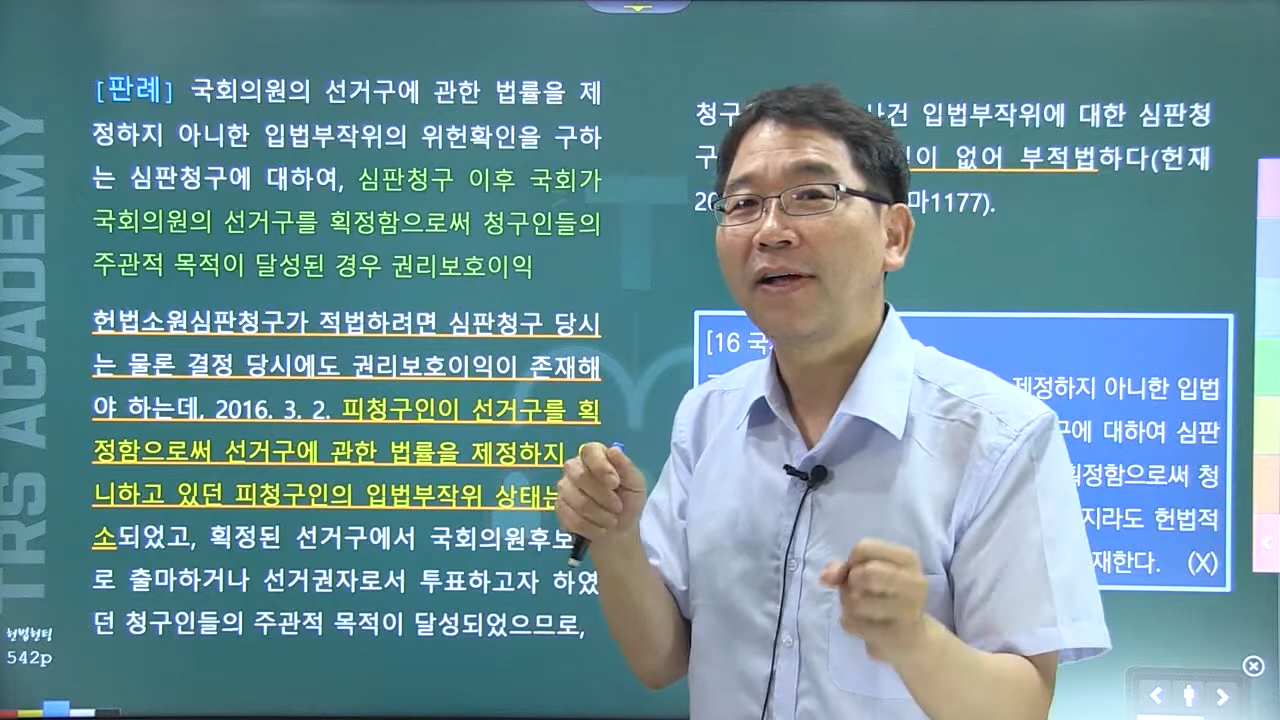 [판례] 국회의원의 선거구에 관한 법률을 제
정하지 아니한 입법부작위의 위헌확인을 구하
는 심판청구에 대하여, 심판청구 이후 국회가
국회의원의 선거구를 획정함으로써 청구인들의
주관적 목적이 달성된 경우 권리보호이익
헌법소원심판청구가 적법하려면 심판청구 당시
는 물론 결정 당시에도 권리보호이익이 존재해
야 하는데, 2016. 3. 2. 피청구인이 선거구를 획
정함으로써 선거구에 관한 법률을 제정하지
니하고 있던 피청구인의 입법부작위 상태는
소되었고, 획정된 선거구에서 국회의원후보
로 출마하거나 선거권자로서 투표하고자 하였
던 청구인들의 주관적 목적이 달성되었으므로,
청구 사건 입법부작위에 대한 심판청
구 이 없어 부적법하다(헌재
20 마1177).
[16 국
제정하지 아니한 입법
구에 대하여 심판
획정함으로써 청
지라도 헌법적
재한다. (X)
TRS ACADEMY
헌법헌팅
542p